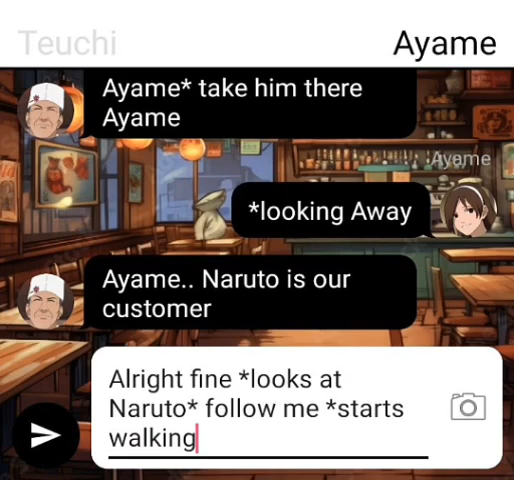 Teuchi
Ayame
Ayame* take him there
Ayame
Ayame
*looking Away
Ayame.. Naruto is our
customer
Alright fine *looks at
Naruto* follow me *starts
walking